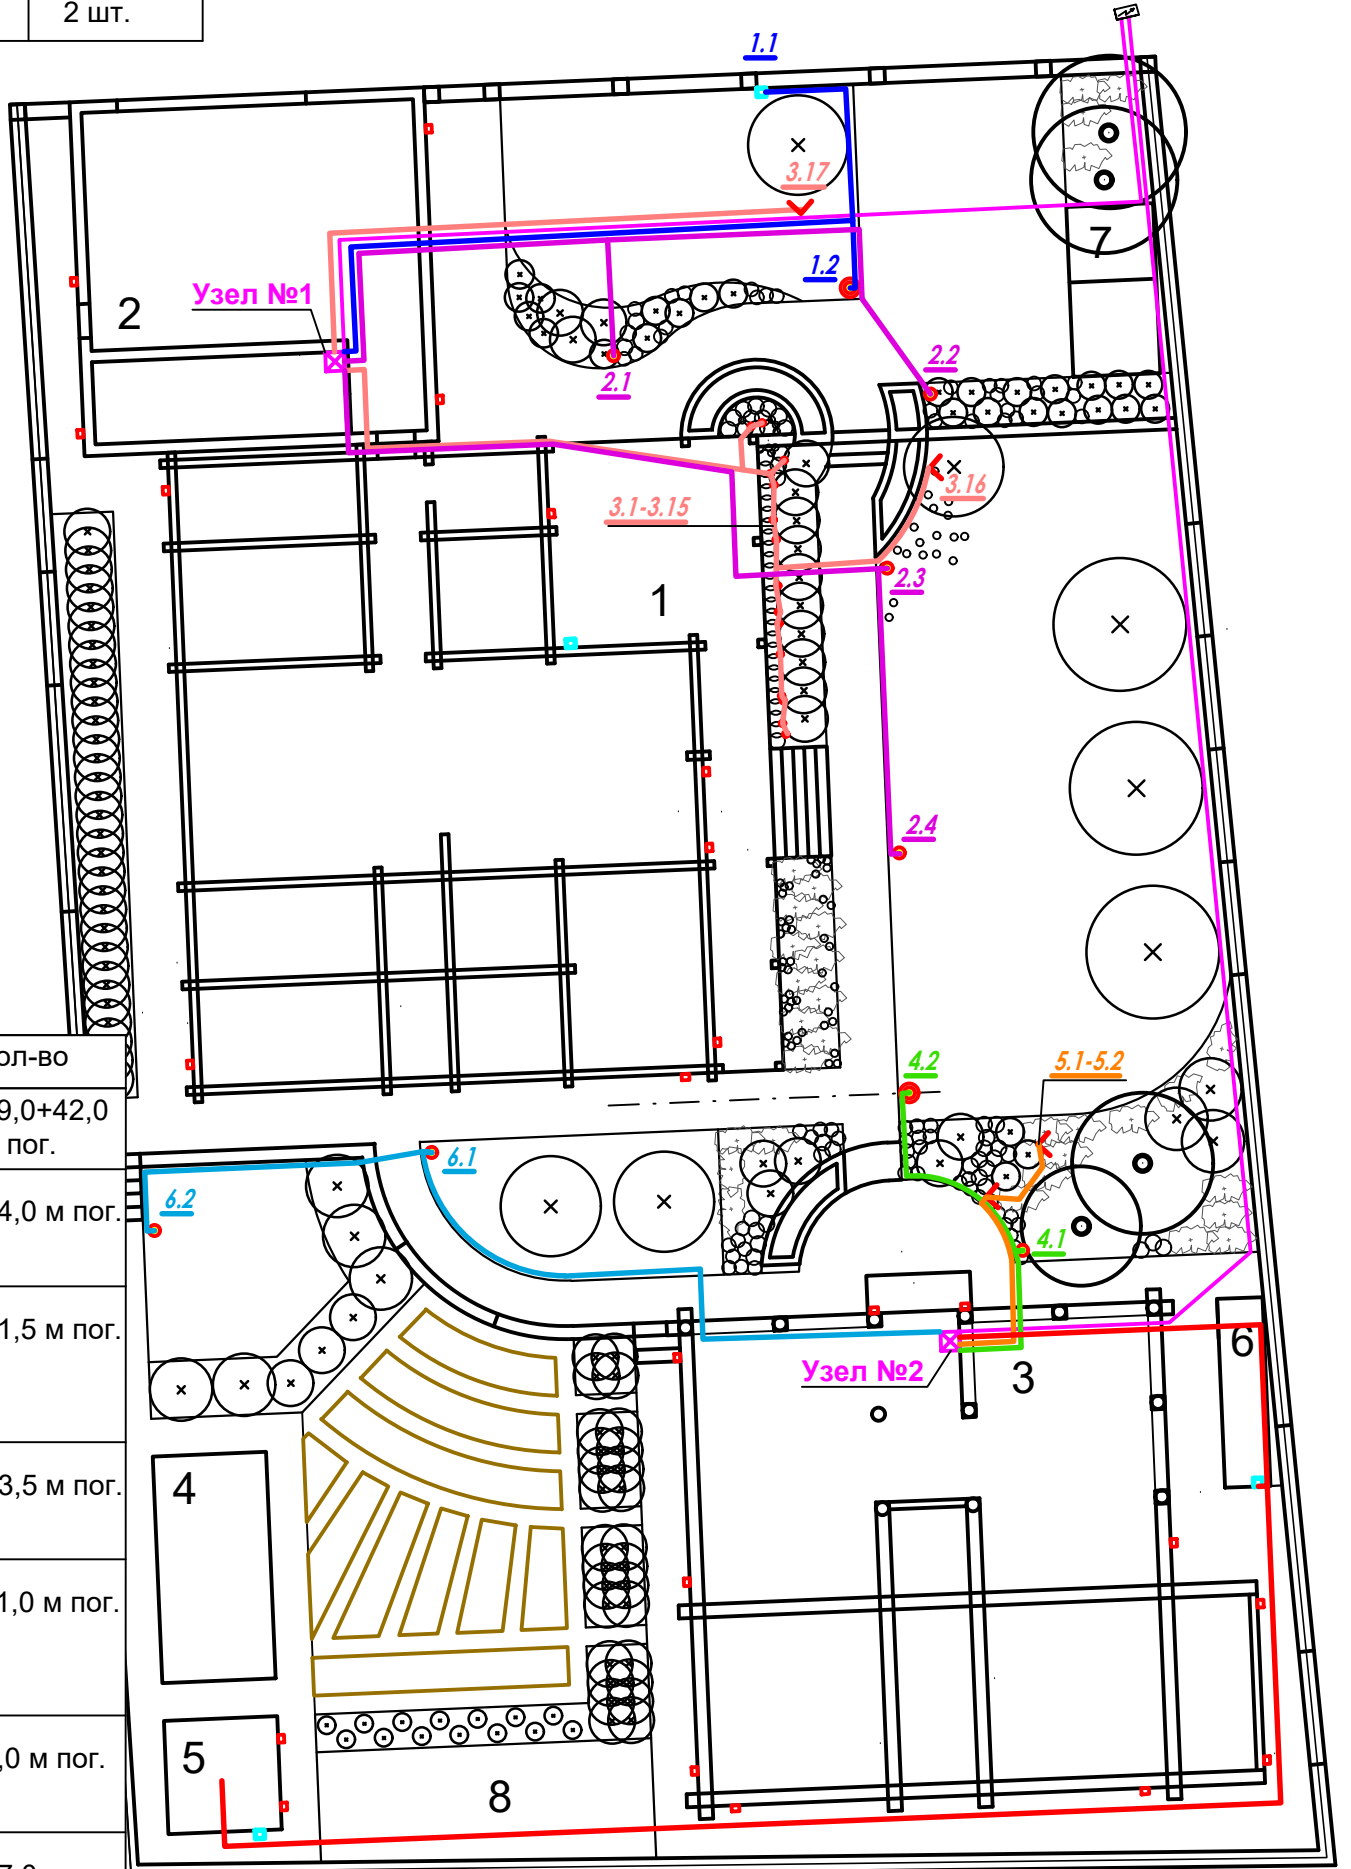 2 шт.
1.1
3.17
7
1.2
Узел №1
2
2.2
2.1
3.16
3.1-3.15
2.3
1
2.4
ол-во
4.2
5.1-5.2
9,0+42,0
пог.
6.1
6.2
4,0 м пог.
4.1
1,5 м пог.
6
Узел №2
3
4
3,5 м пог.
1,0 м пог.
5
,0 м пог.
8